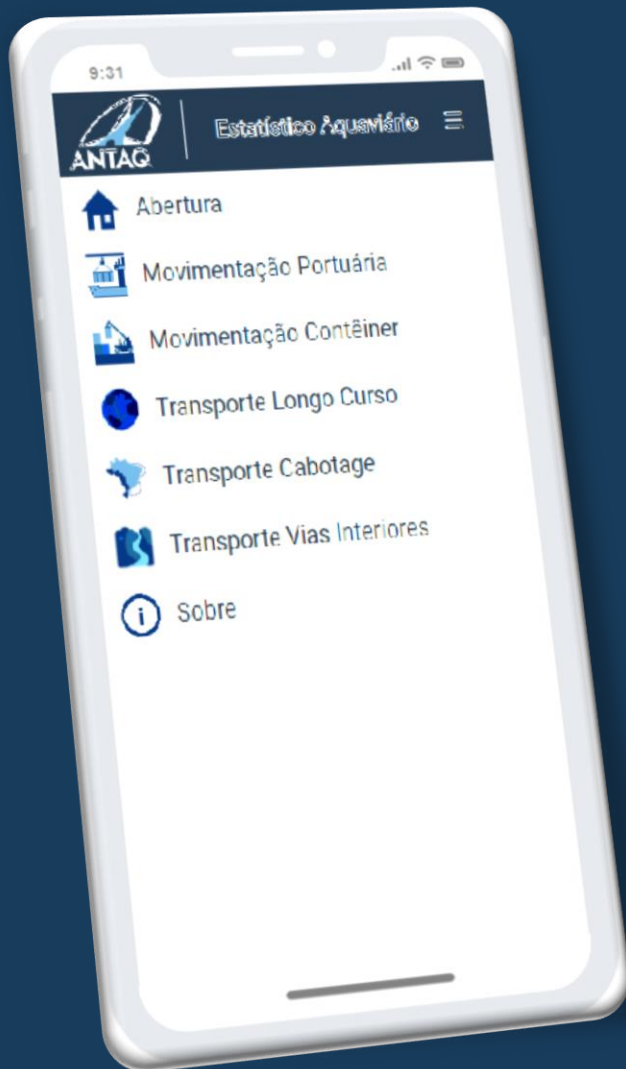 9:31
ANTAQ
Estatístico Aquaviário
Abertura
Movimentação Portuária
Movimentação Contêiner
Transporte Longo Curso
Transporte Cabotage
Transporte Vias Interiores
Sobre